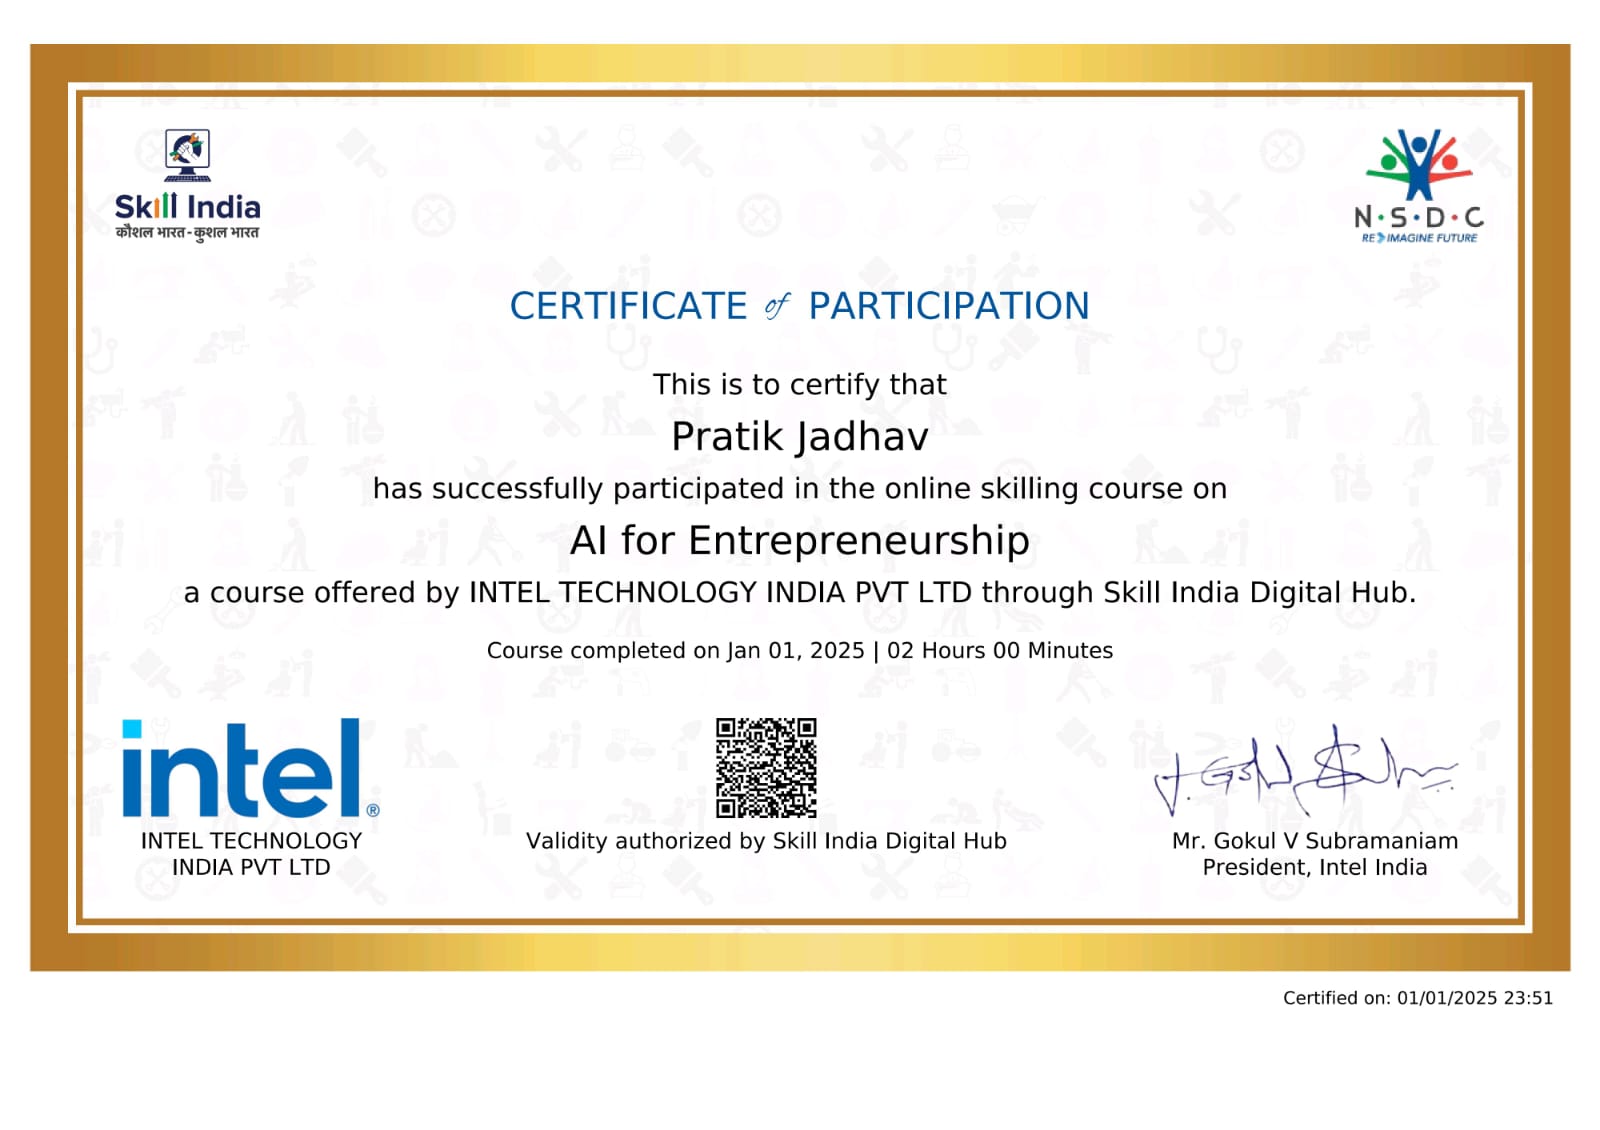 Skill India
कौशल भारत-कुशल भारत
N·S·D·C
RE IMAGINE FUTURE
CERTIFICATE of PARTICIPATION
This is to certify that
Pratik Jadhav
has successfully participated in the online skilling course on
AI for Entrepreneurship
a course offered by INTEL TECHNOLOGY INDIA PVT LTD through Skill India Digital Hub.
Course completed on Jan 01, 2025 | 02 Hours 00 Minutes
intel®
INTEL TECHNOLOGY
INDIA PVT LTD
Validity authorized by Skill India Digital Hub
Mr. Gokul V Subramaniam
President, Intel India
Certified on: 01/01/2025 23:51